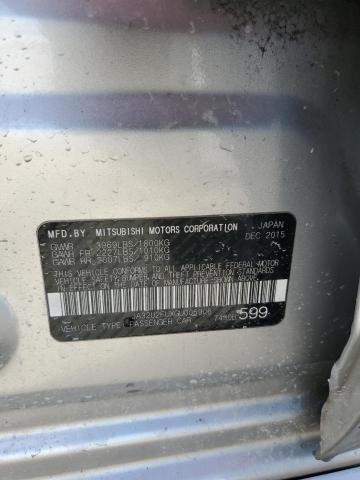 MFD.BY MITSUBISHI MOTORS CORPORATION JAPAN
DEC 2015
GVWR 3969LBS/1800KG
GAWR FR 2227LBS/1010KG
GAWR RR 2007LBS/910KG
THIS VEHICLE CONFORMS TO ALL APPLICABLE
FEDERAL MOTOR VEHICLE SAFETY AND
THEFT PREVENTION STANDARDS IN EFFECT ON THE
DATE OF MANUFACTURE SHOWN ABOVE.
599
VEHICLE TYPE: PASSENGER CAR